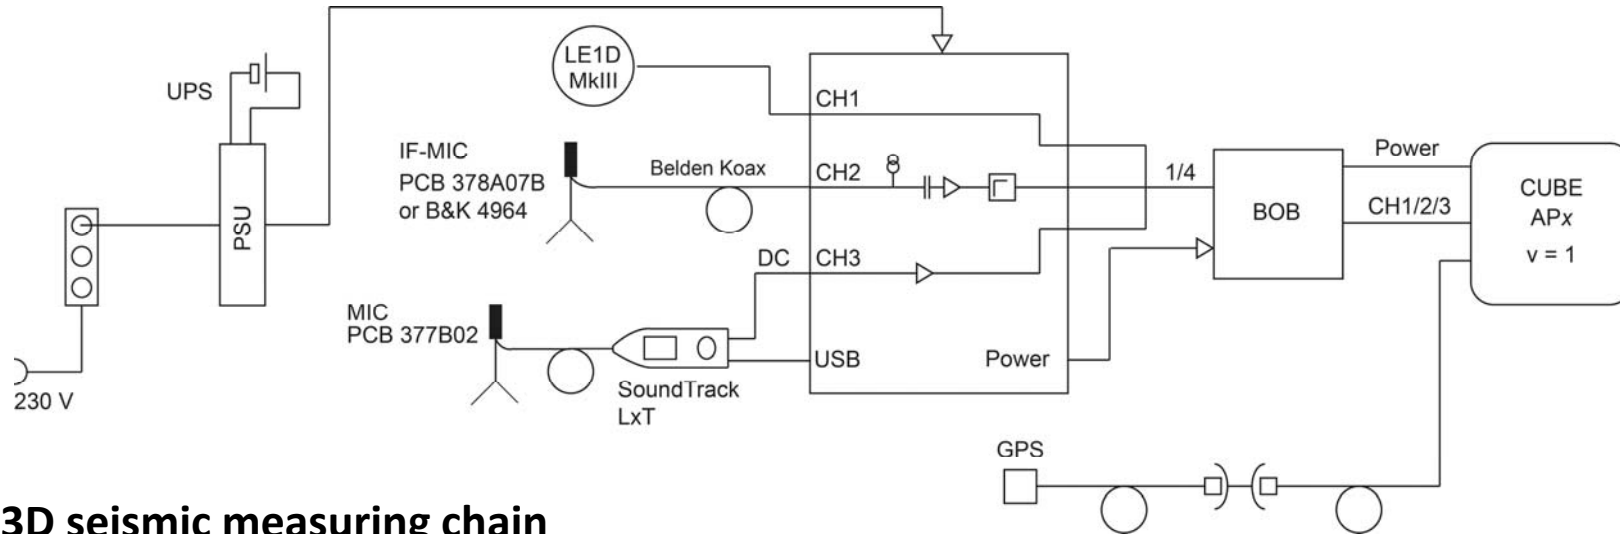 UPS
PSU
230 V
LE1D
MkIII
IF-MIC
PCB 378A07B
or B&K 4964
Belden Koax
MIC
PCB 377B02
SoundTrack
LxT
DC
CH1
CH2
CH3
USB
Power
1/4
BOB
Power
CH1/2/3
CUBE
APx
v = 1
GPS
3D seismic measuring chain